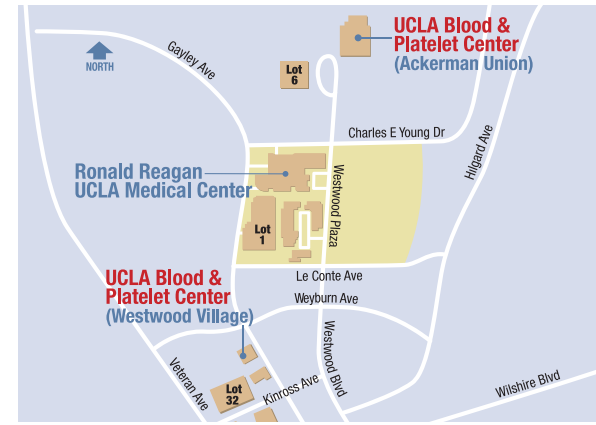 UCLA Blood &
Platelet Center
(Ackerman Union)
NORTH
Gayley Ave
Lot
6
Charles E Young Dr
Hilgard Ave
Ronald Reagan
UCLA Medical Center
Westwood Plaza
Lot
1
Le Conte Ave
UCLA Blood &
Platelet Center
(Westwood Village)
Weyburn Ave
Westwood Blvd
Veteran Ave
Lot
32
Kinross Ave
Wilshire Blvd